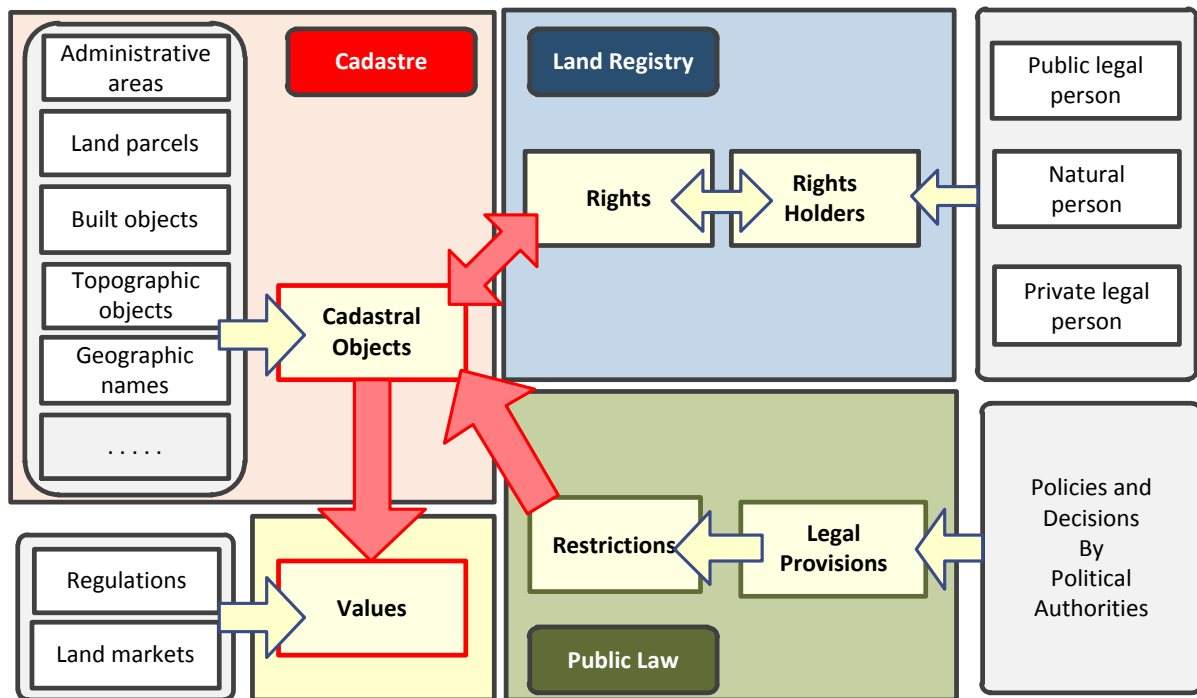 Administrative
areas
Land parcels
Built objects
Topographic
objects
Geographic
names
. . . . .
Cadastre
Cadastral
Objects
Land Registry
Rights
Rights
Holders
Public legal
person
Natural
person
Private legal
person
Regulations
Land markets
Values
Restrictions
Legal
Provisions
Public Law
Policies and
Decisions
By
Political
Authorities